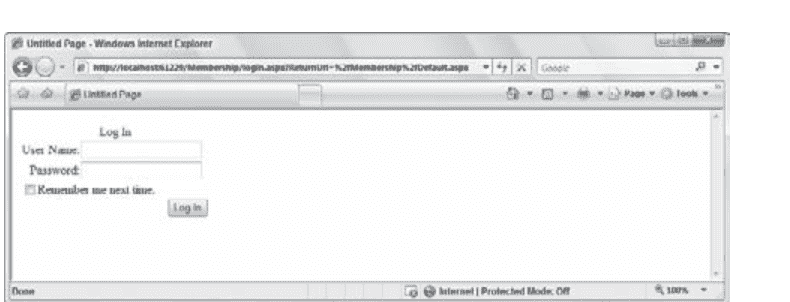 Untitled Page - Windows Internet Explorer
http://localhost:61229/Membership/login.aspx?ReturnUrl=%2fMembership%2fDefault.aspx
Google
Untitled Page
Page
Tools
Log In
User Name:
Password:
Remember me next time.
Log In
Done
Internet | Protected Mode: Off
100%